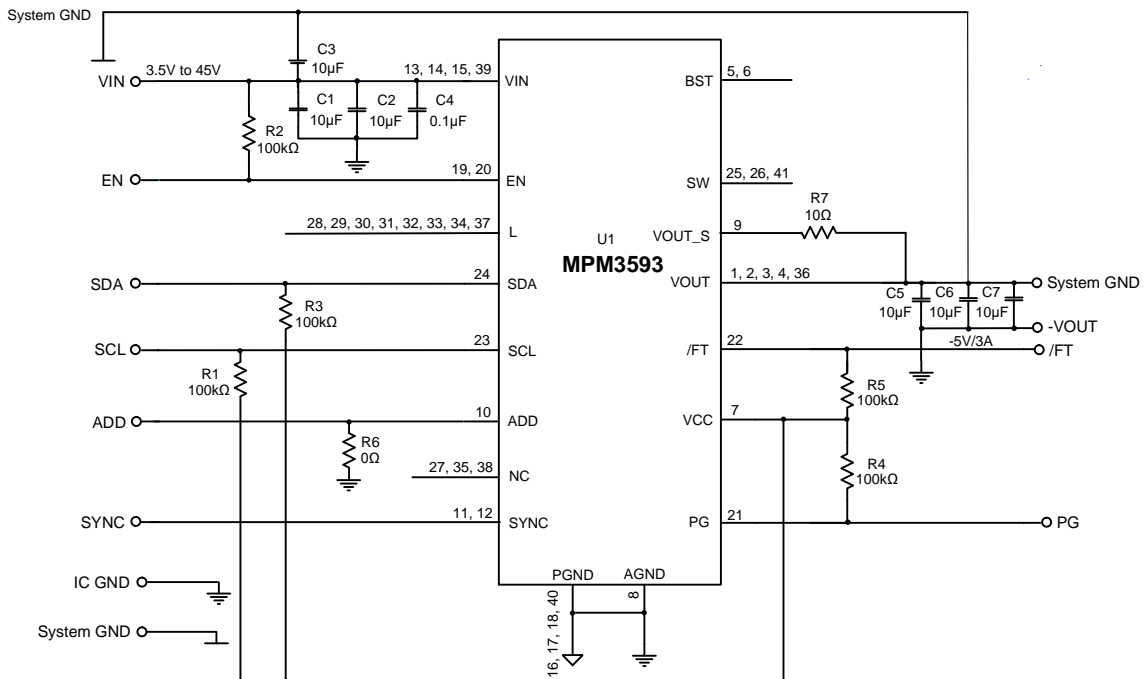 System GND
C3
10µF
VIN
3.5V to 45V
13, 14, 15, 39
VIN
C1
10µF
C2
10µF
C4
0.1µF
R2
100kΩ
EN
19, 20
EN
28, 29, 30, 31, 32, 33, 34, 37
L
SDA
24
SDA
R3
100kΩ
SCL
23
SCL
R1
100kΩ
ADD
10
ADD
R6
0Ω
27, 35, 38
NC
SYNC
11, 12
SYNC
IC GND
System GND
U1
MPM3593
PGND
AGND
16, 17, 18, 40
8
BST
5, 6
SW
25, 26, 41
R7
10Ω
VOUT_S
9
VOUT
1, 2, 3, 4, 36
System GND
C5
10µF
C6
10µF
C7
10µF
-VOUT
-5V/3A
/FT
22
/FT
R5
100kΩ
VCC
7
R4
100kΩ
PG
21
PG